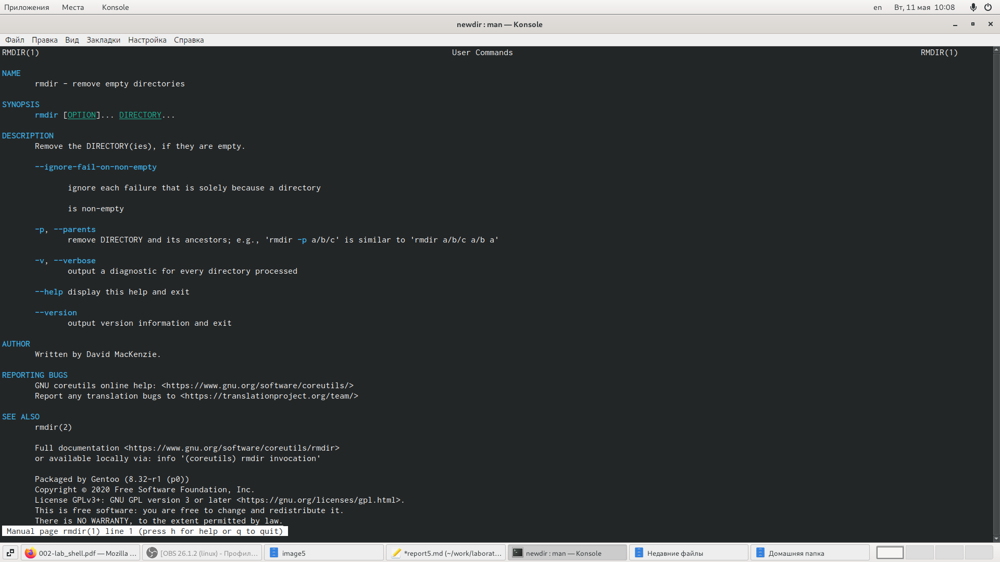 Приложения Места Konsole en Вт, 11 мая 10:08
newdir : man — Konsole
Файл Правка Вид Закладки Настройка Справка
RMDIR(1) User Commands RMDIR(1)
NAME
rmdir - remove empty directories
SYNOPSIS
rmdir [OPTION]... DIRECTORY...
DESCRIPTION
Remove the DIRECTORY(ies), if they are empty.
--ignore-fail-on-non-empty
ignore each failure that is solely because a directory
is non-empty
-p, --parents
remove DIRECTORY and its ancestors; e.g., 'rmdir -p a/b/c' is similar to 'rmdir a/b/c a/b a'
-v, --verbose
output a diagnostic for every directory processed
--help display this help and exit
--version
output version information and exit
AUTHOR
Written by David MacKenzie.
REPORTING BUGS
GNU coreutils online help: <https://www.gnu.org/software/coreutils/>
Report any translation bugs to <https://translationproject.org/team/>
SEE ALSO
rmdir(2)
Full documentation <https://www.gnu.org/software/coreutils/rmdir>
or available locally via: info '(coreutils) rmdir invocation'
Packaged by Gentoo (8.32-r1 (p0))
Copyright © 2020 Free Software Foundation, Inc.
License GPLv3+: GNU GPL version 3 or later <https://gnu.org/licenses/gpl.html>.
This is free software: you are free to change and redistribute it.
There is NO WARRANTY, to the extent permitted by law.
Manual page rmdir(1) line 1 (press h for help or q to quit)
002-lab_shell.pdf — Mozilla ... [OBS 26.1.2 (linux) - Профил... image5 *report5.md (~/work/laborat... newdir : man — Konsole Недавние файлы Домашняя папка